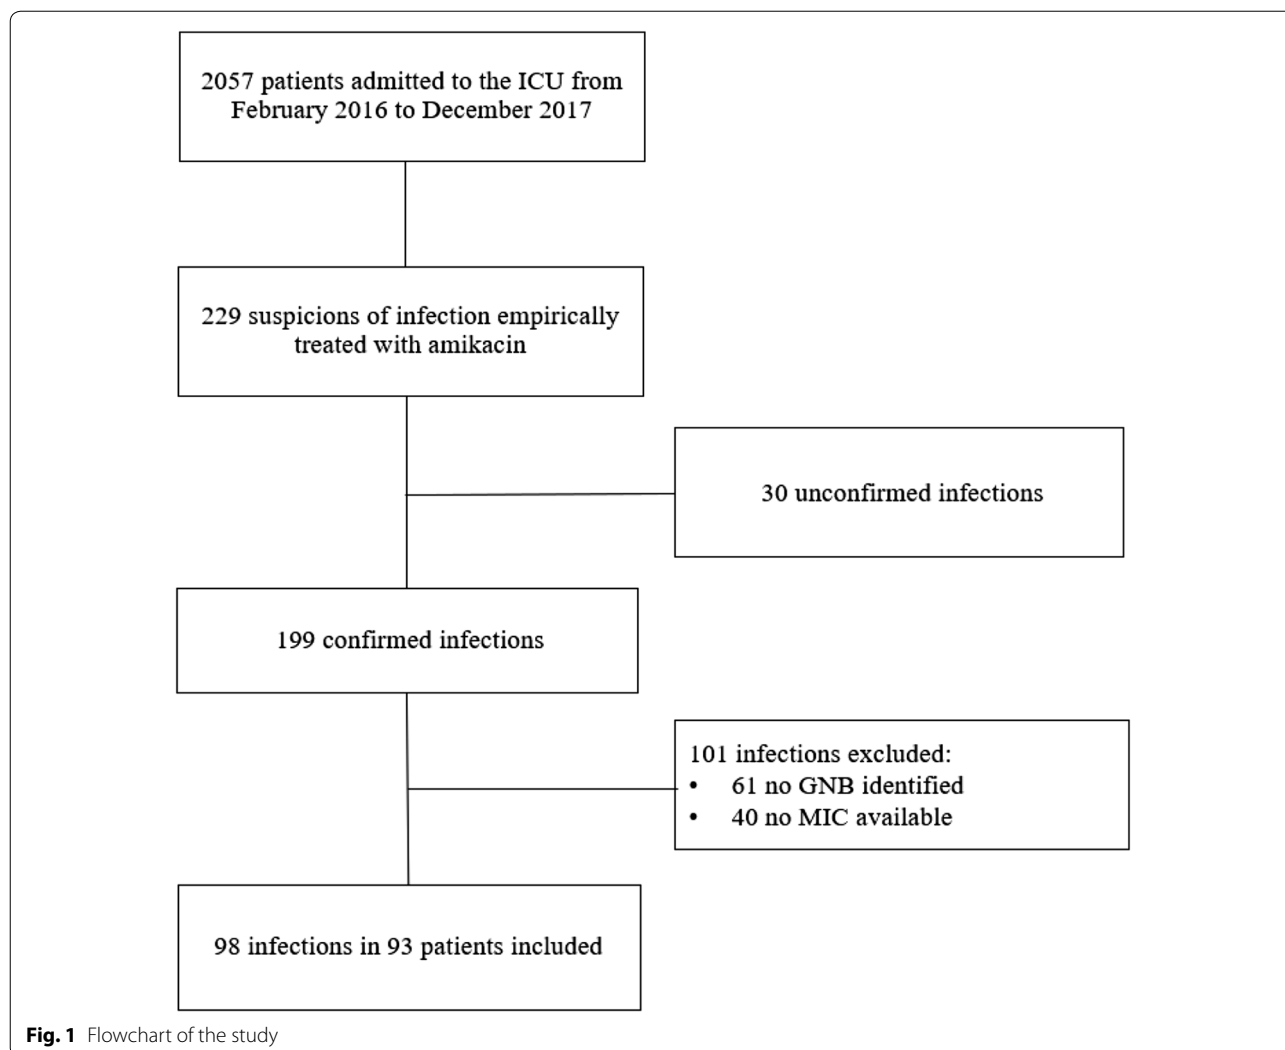 2057 patients admitted to the ICU from
February 2016 to December 2017
229 suspicions of infection empirically
treated with amikacin
30 unconfirmed infections
199 confirmed infections
101 infections excluded:
• 61 no GNB identified
• 40 no MIC available
98 infections in 93 patients included
Fig. 1 Flowchart of the study